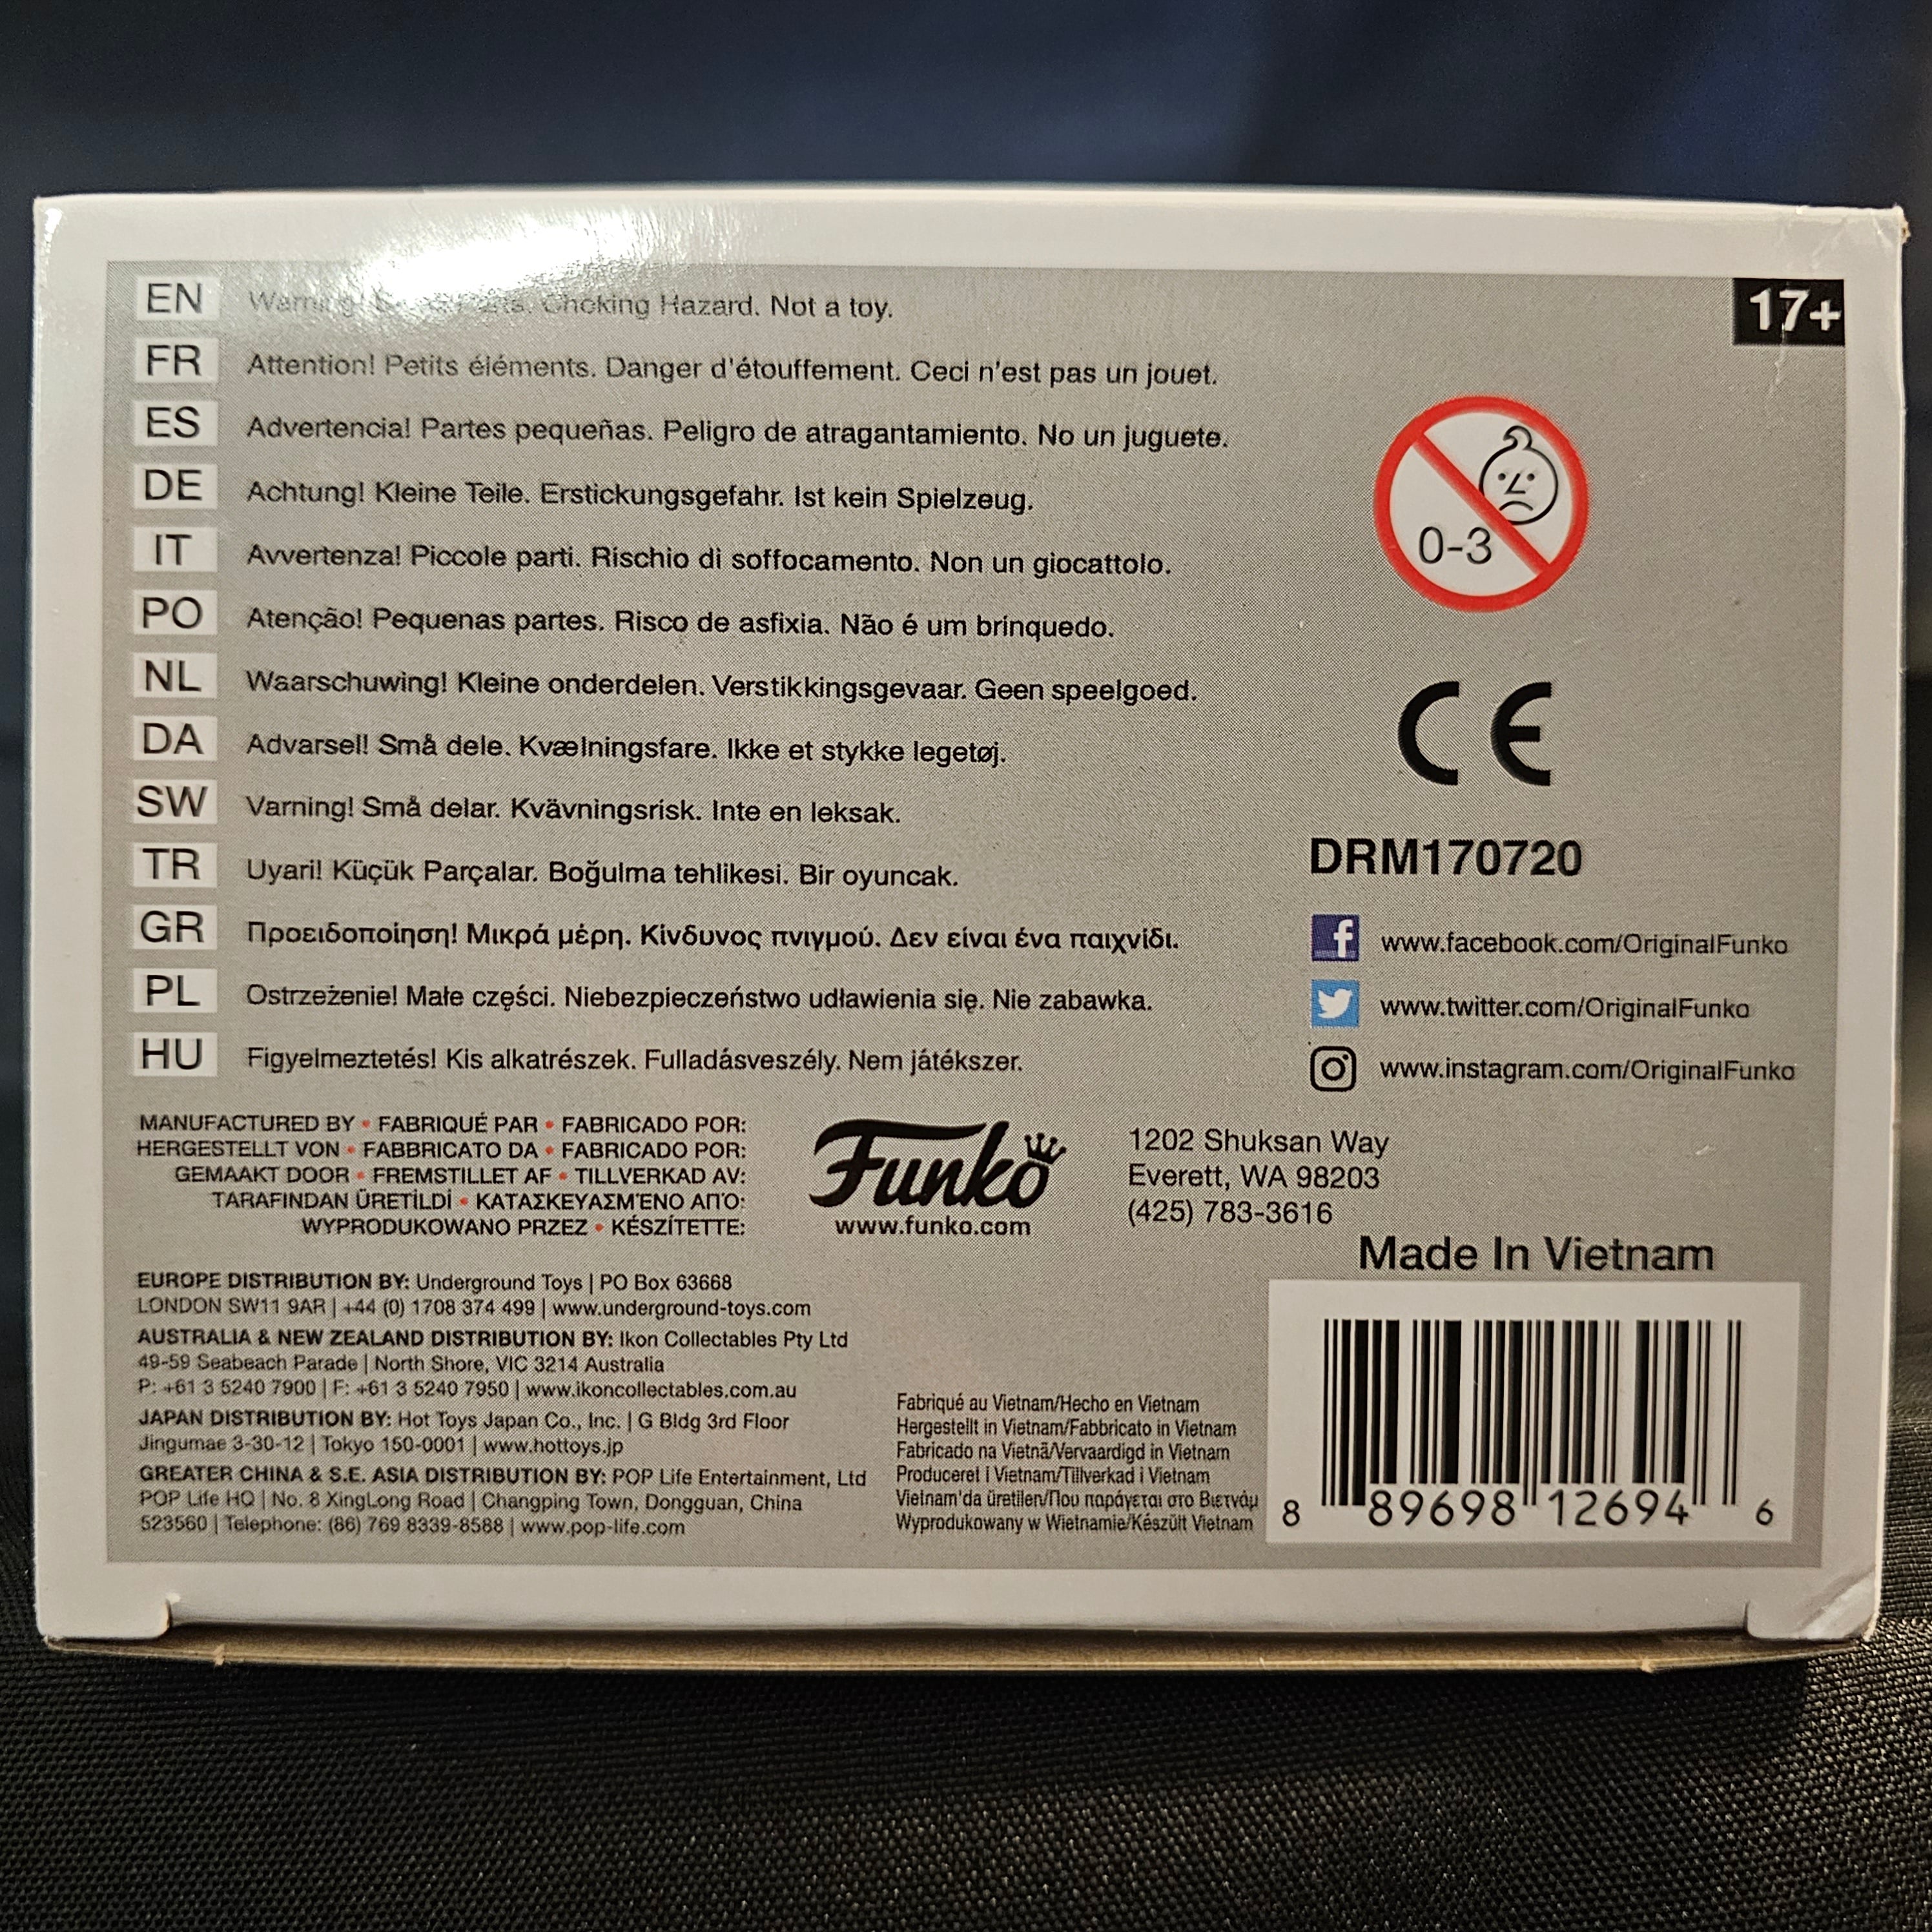 EN Warning! Choking Hazard. Not a toy.
17+
FR Attention! Petits éléments. Danger d'étouffement. Ceci n'est pas un jouet.
ES Advertencia! Partes pequeñas. Peligro de atragantamiento. No un juguete.
DE Achtung! Kleine Teile. Erstickungsgefahr. Ist kein Spielzeug.
IT Avvertenza! Piccole parti. Rischio di soffocamento. Non un giocattolo.
PO Atenção! Pequenas partes. Risco de asfixia. Não é um brinquedo.
NL Waarschuwing! Kleine onderdelen. Verstikkingsgevaar. Geen speelgoed.
DA Advarsel! Små dele. Kvælningsfare. Ikke et stykke legetøj.
SW Varning! Små delar. Kvävningsrisk. Inte en leksak.
TR Uyari! Küçük Parçalar. Boğulma tehlikesi. Bir oyuncak.
GR Προειδοποίηση! Μικρά μέρη. Κίνδυνος πνιγμού. Δεν είναι ένα παιχνίδι.
PL Ostrzeżenie! Małe części. Niebezpieczeństwo udławienia się. Nie zabawka.
HU Figyelmeztetés! Kis alkatrészek. Fulladásveszély. Nem játékszer.
0-3
CE
DRM170720
www.facebook.com/OriginalFunko
www.twitter.com/OriginalFunko
www.instagram.com/OriginalFunko
MANUFACTURED BY • FABRIQUÉ PAR • FABRICADO POR:
HERGESTELLT VON • FABBRICATO DA • FABRICADO POR:
GEMAAKT DOOR • FREMSTILLET AF • TILLVERKAD AV:
TARAFINDAN ÜRETİLDİ • ΚΑΤΑΣΚΕΥΑΣΜΈΝΟ ΑΠΌ:
WYPRODUKOWANO PRZEZ • KÉSZÍTETTE:
Funko
www.funko.com
1202 Shuksan Way
Everett, WA 98203
(425) 783-3616
Made In Vietnam
EUROPE DISTRIBUTION BY: Underground Toys | PO Box 63668
LONDON SW11 9AR | +44 (0) 1708 374 499 | www.underground-toys.com
AUSTRALIA & NEW ZEALAND DISTRIBUTION BY: Ikon Collectables Pty Ltd
49-59 Seabeach Parade | North Shore, VIC 3214 Australia
P: +61 3 5240 7900 | F: +61 3 5240 7950 | www.ikoncollectables.com.au
JAPAN DISTRIBUTION BY: Hot Toys Japan Co., Inc. | G Bldg 3rd Floor
Jingumae 3-30-12 | Tokyo 150-0001 | www.hottoys.jp
GREATER CHINA & S.E. ASIA DISTRIBUTION BY: POP Life Entertainment, Ltd
POP Life HQ | No. 8 XingLong Road | Changping Town, Dongguan, China
523560 | Telephone: (86) 769 8339-8588 | www.pop-life.com
Fabriqué au Vietnam/Hecho en Vietnam
Hergestellt in Vietnam/Fabbricato in Vietnam
Fabricado na Vietnã/Vervaardigd in Vietnam
Produceret i Vietnam/Tillverkad i Vietnam
Vietnam'da üretilen/Που παράγεται στο Βιετνάμ
Wyprodukowany w Wietnamie/Készült Vietnam
8 89698 12694 6